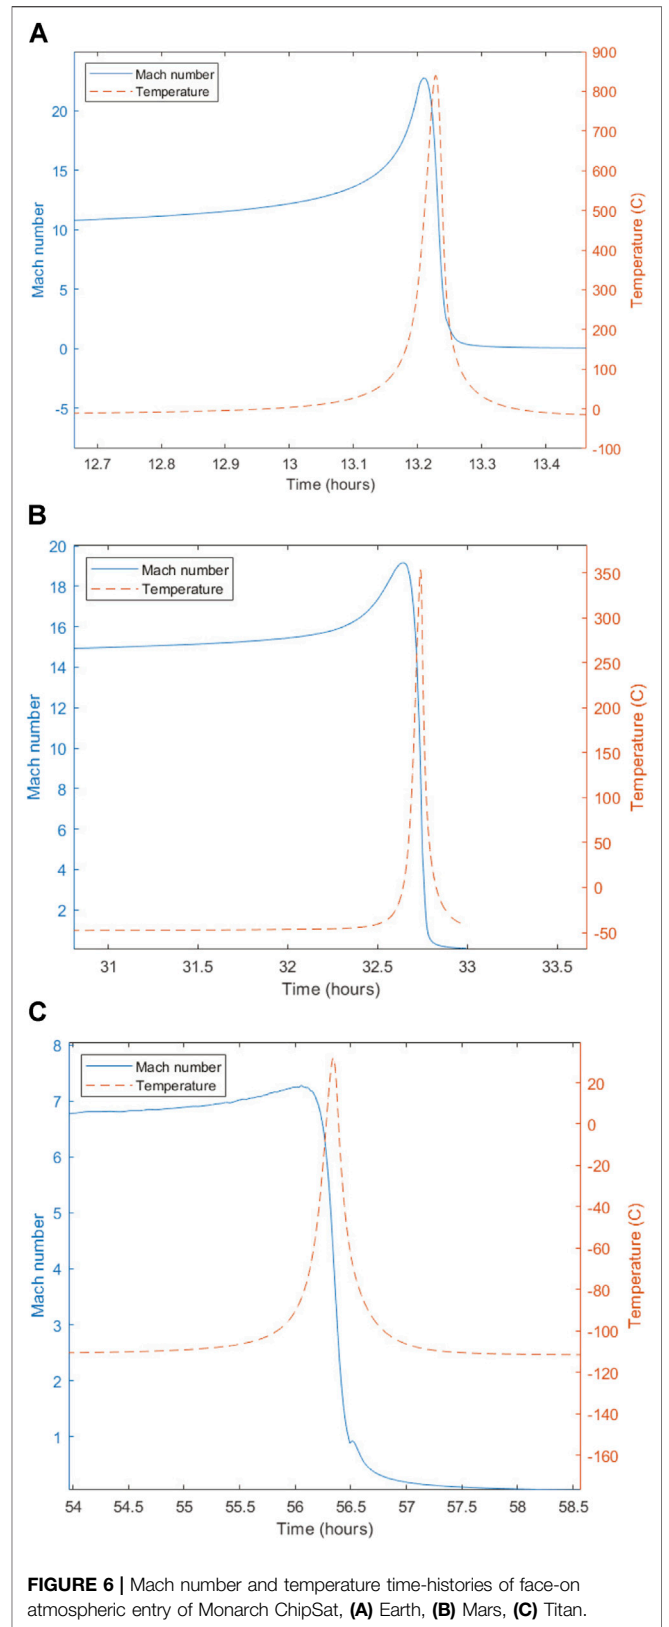 A
Mach number
Temperature
900
800
700
600
500
400
300
200
100
0
-100
20
15
10
5
0
-5
Mach number
Temperature (C)
12.7 12.8 12.9 13 13.1 13.2 13.3 13.4
Time (hours)
B
Mach number
Temperature
20
18
16
14
12
10
8
6
4
2
350
300
250
200
150
100
50
0
-50
Mach number
Temperature (C)
31 31.5 32 32.5 33 33.5
Time (hours)
C
Mach number
Temperature
8
7
6
5
4
3
2
1
20
0
-20
-40
-60
-80
-100
-120
-140
-160
Mach number
Temperature (C)
54 54.5 55 55.5 56 56.5 57 57.5 58 58.5
Time (hours)
FIGURE 6 | Mach number and temperature time-histories of face-on
atmospheric entry of Monarch ChipSat, (A) Earth, (B) Mars, (C) Titan.